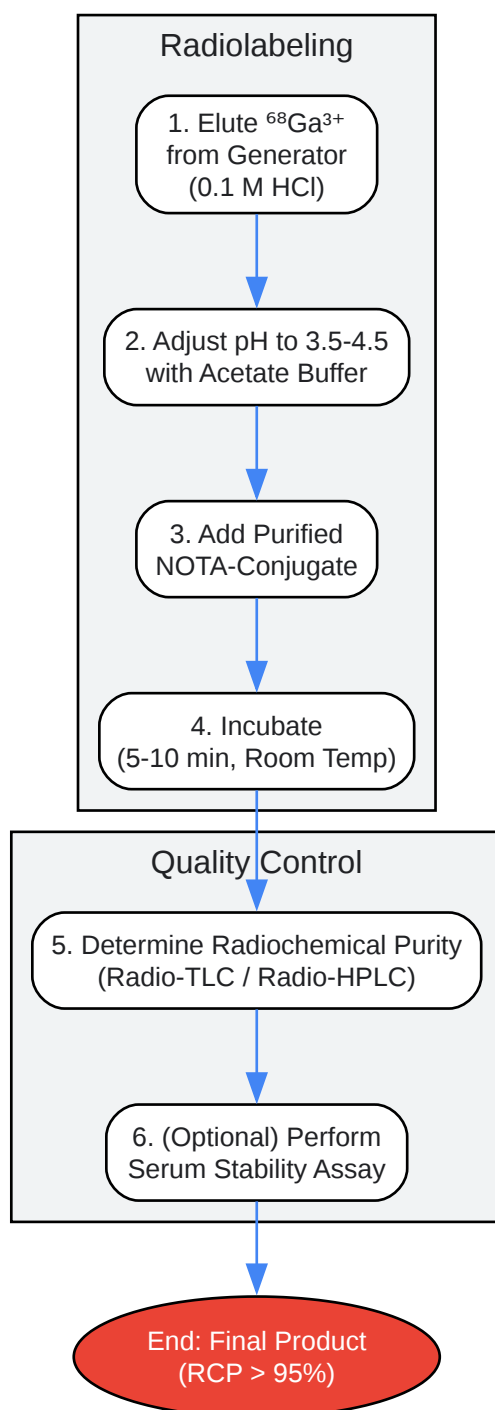 Radiolabeling
1. Elute ⁶⁸Ga³⁺
from Generator
(0.1 M HCl)
2. Adjust pH to 3.5-4.5
with Acetate Buffer
3. Add Purified
NOTA-Conjugate
4. Incubate
(5-10 min, Room Temp)
Quality Control
5. Determine Radiochemical Purity
(Radio-TLC / Radio-HPLC)
6. (Optional) Perform
Serum Stability Assay
End: Final Product
(RCP > 95%)